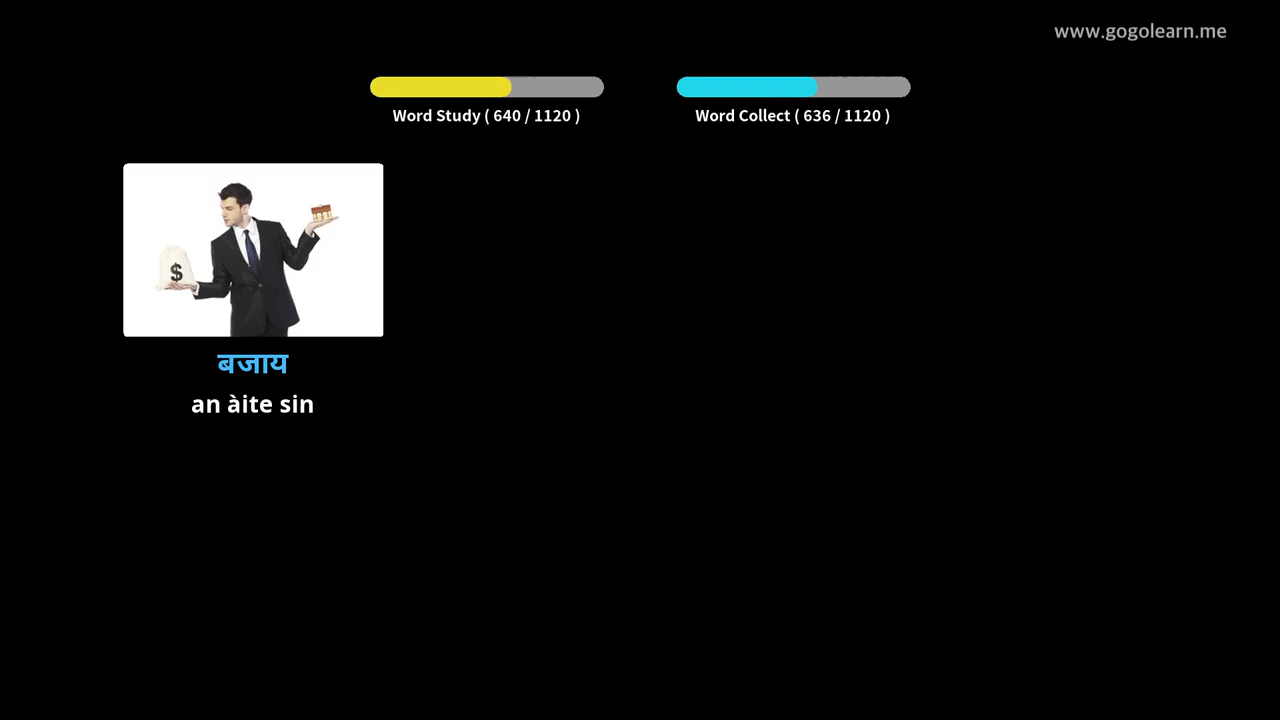 www.gogolearn.me
Word Study ( 640 / 1120 )
Word Collect ( 636 / 1120 )
$
बजाय
an àite sin